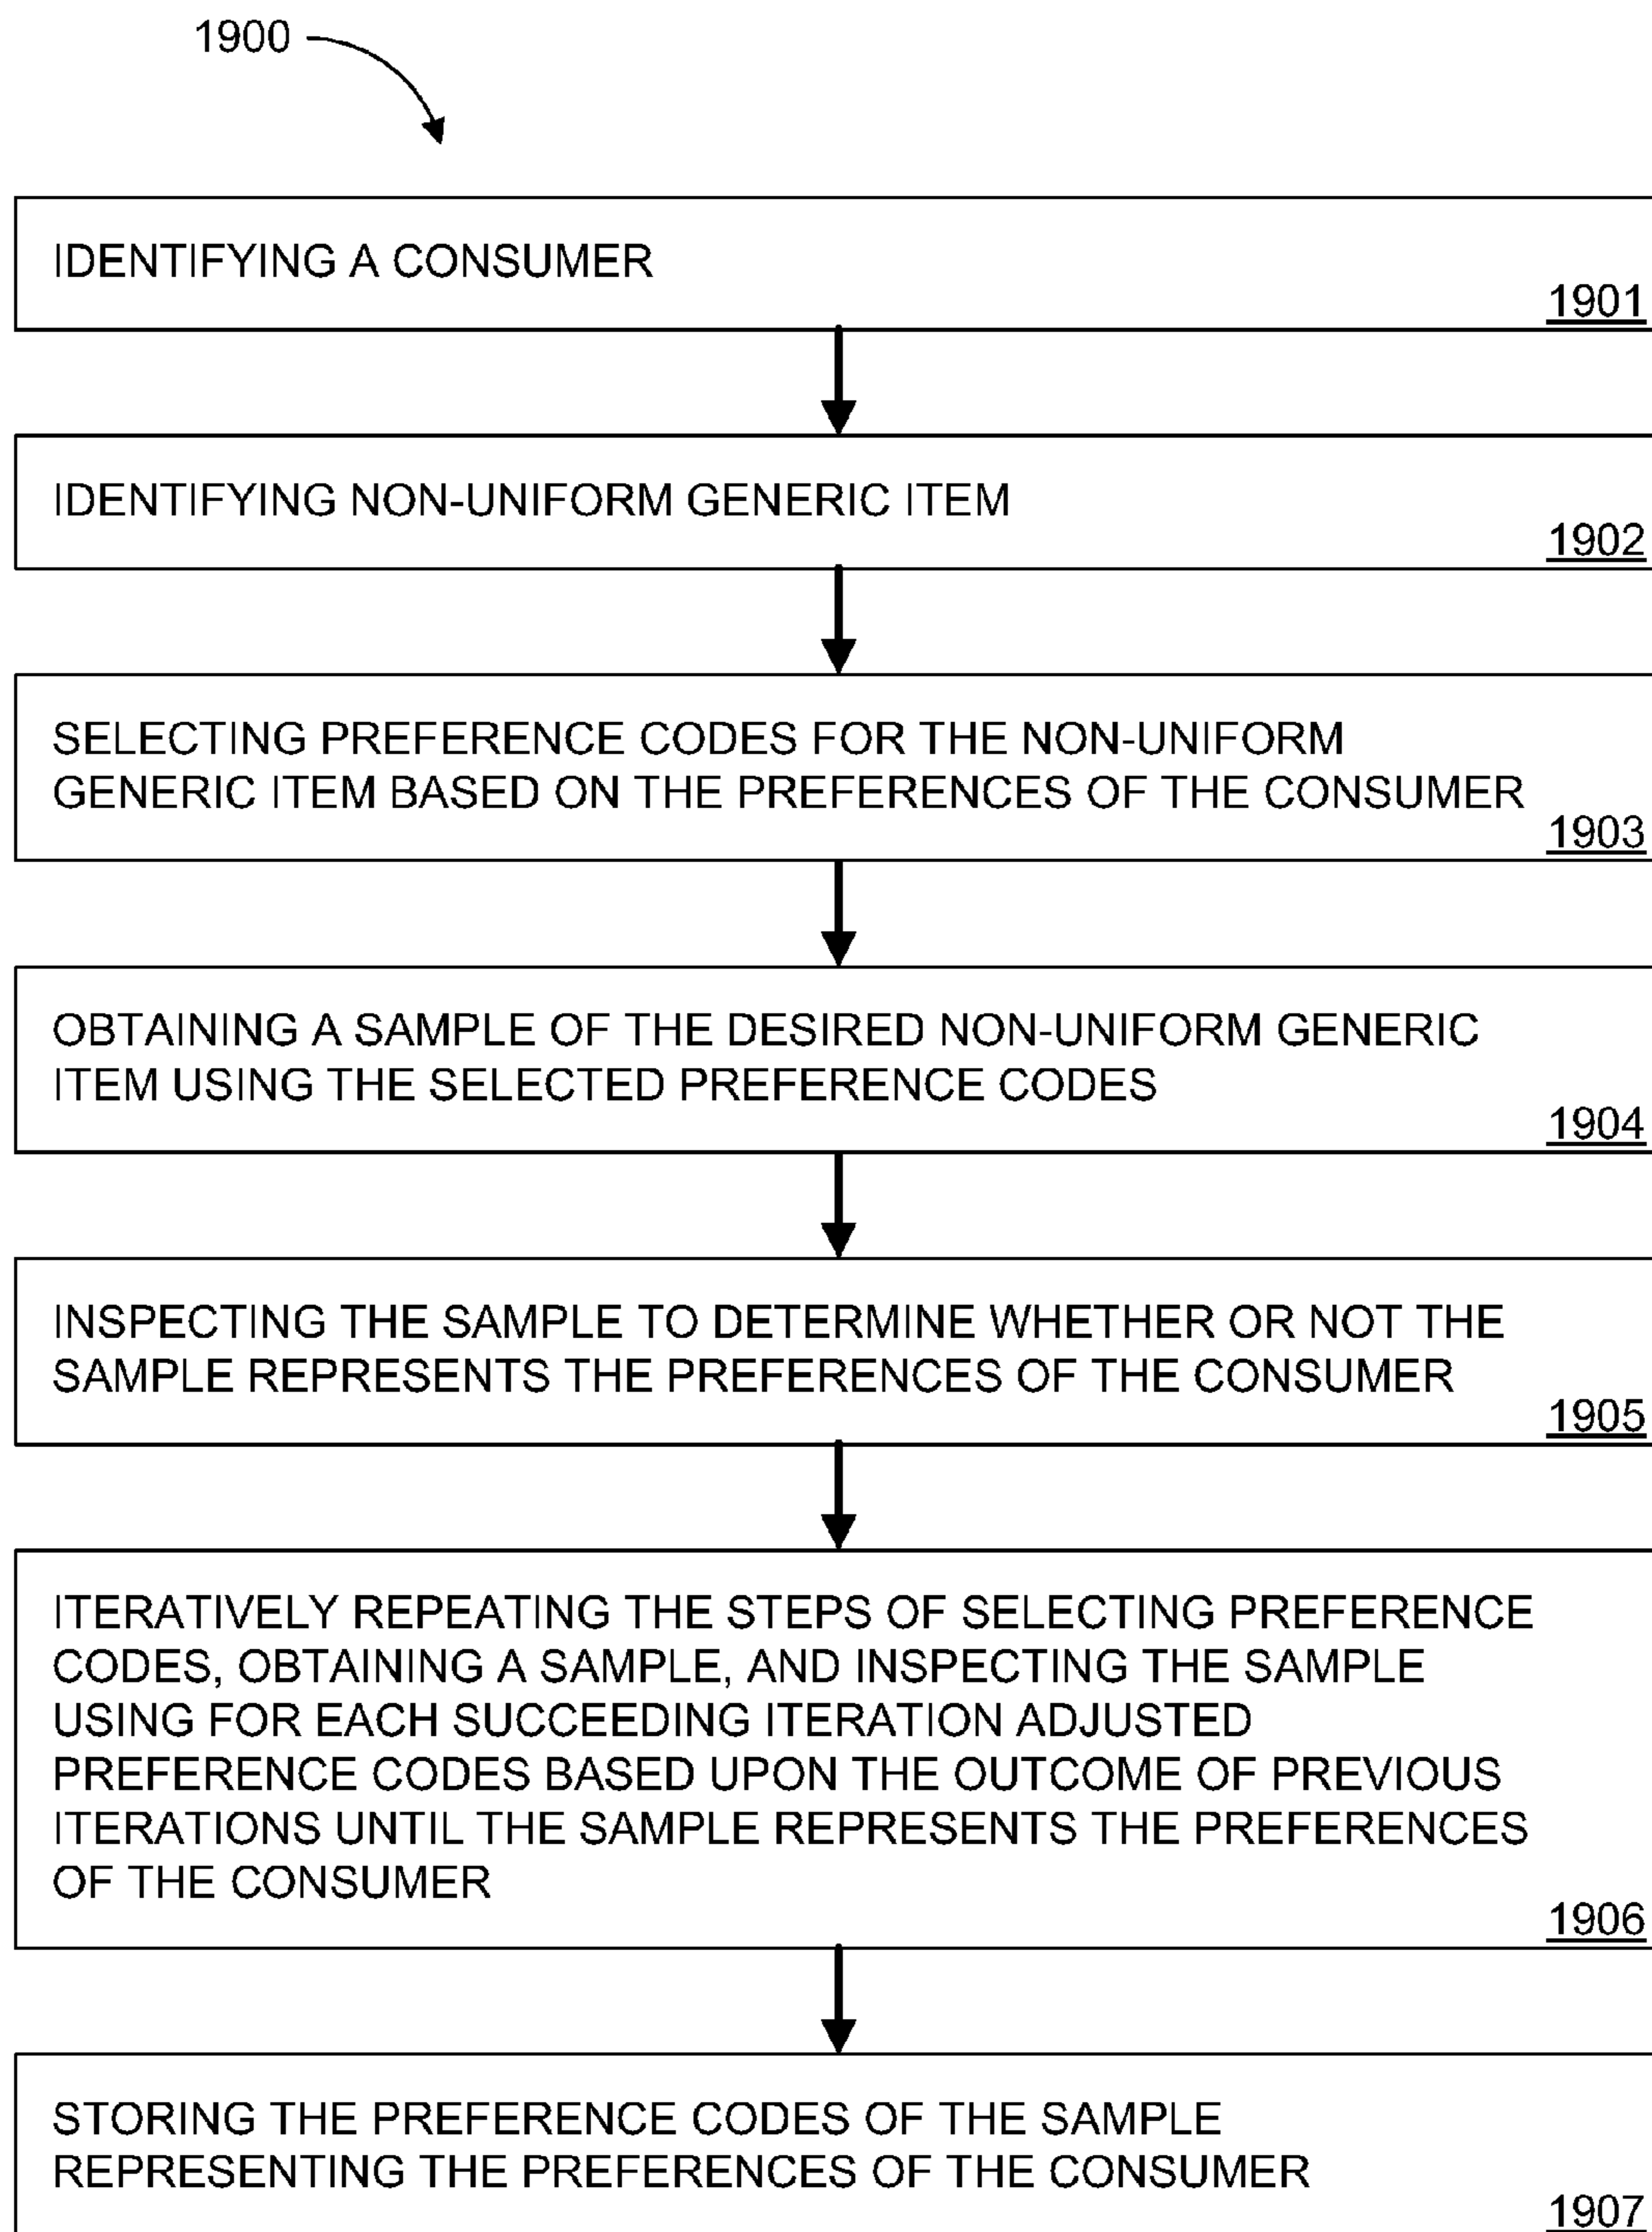 1900
IDENTIFYING A CONSUMER
1901
IDENTIFYING NON-UNIFORM GENERIC ITEM
1902
SELECTING PREFERENCE CODES FOR THE NON-UNIFORM
GENERIC ITEM BASED ON THE PREFERENCES OF THE CONSUMER
1903
OBTAINING A SAMPLE OF THE DESIRED NON-UNIFORM GENERIC
ITEM USING THE SELECTED PREFERENCE CODES
1904
INSPECTING THE SAMPLE TO DETERMINE WHETHER OR NOT THE
SAMPLE REPRESENTS THE PREFERENCES OF THE CONSUMER
1905
ITERATIVELY REPEATING THE STEPS OF SELECTING PREFERENCE
CODES, OBTAINING A SAMPLE, AND INSPECTING THE SAMPLE
USING FOR EACH SUCCEEDING ITERATION ADJUSTED
PREFERENCE CODES BASED UPON THE OUTCOME OF PREVIOUS
ITERATIONS UNTIL THE SAMPLE REPRESENTS THE PREFERENCES
OF THE CONSUMER
1906
STORING THE PREFERENCE CODES OF THE SAMPLE
REPRESENTING THE PREFERENCES OF THE CONSUMER
1907